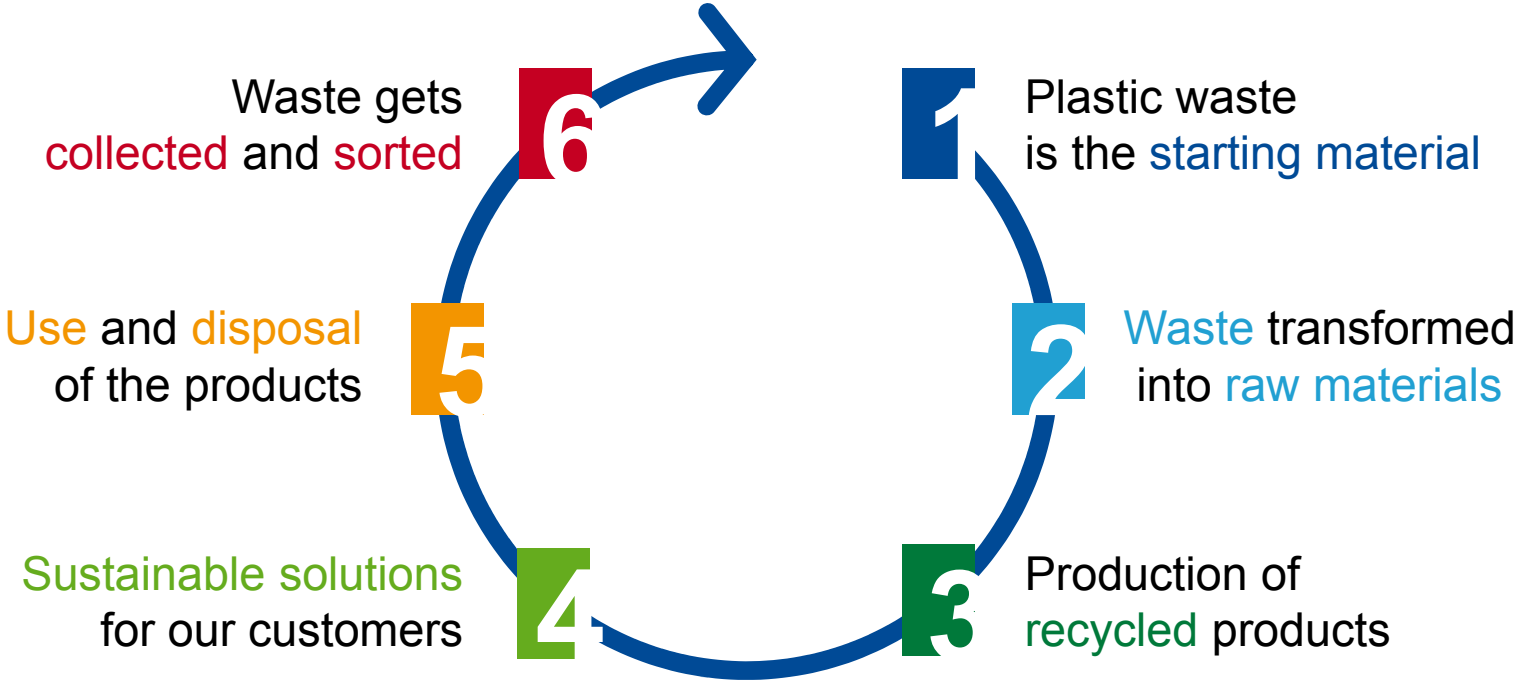 1
Plastic waste
is the starting material
2
Waste transformed
into raw materials
3
Production of
recycled products
4
Sustainable solutions
for our customers
5
Use and disposal
of the products
6
Waste gets
collected and sorted